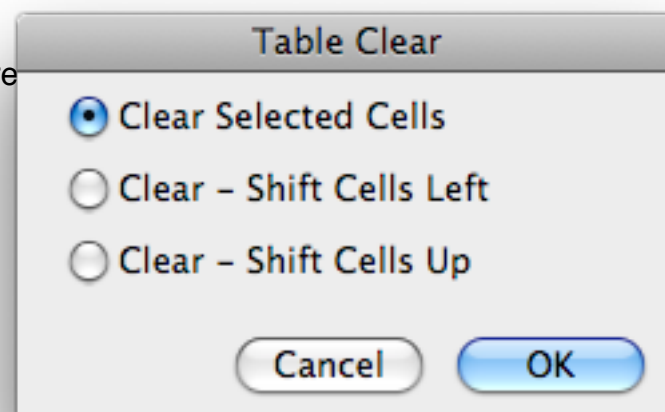 Table Clear
e
Clear Selected Cells
Clear – Shift Cells Left
Clear – Shift Cells Up
Cancel OK